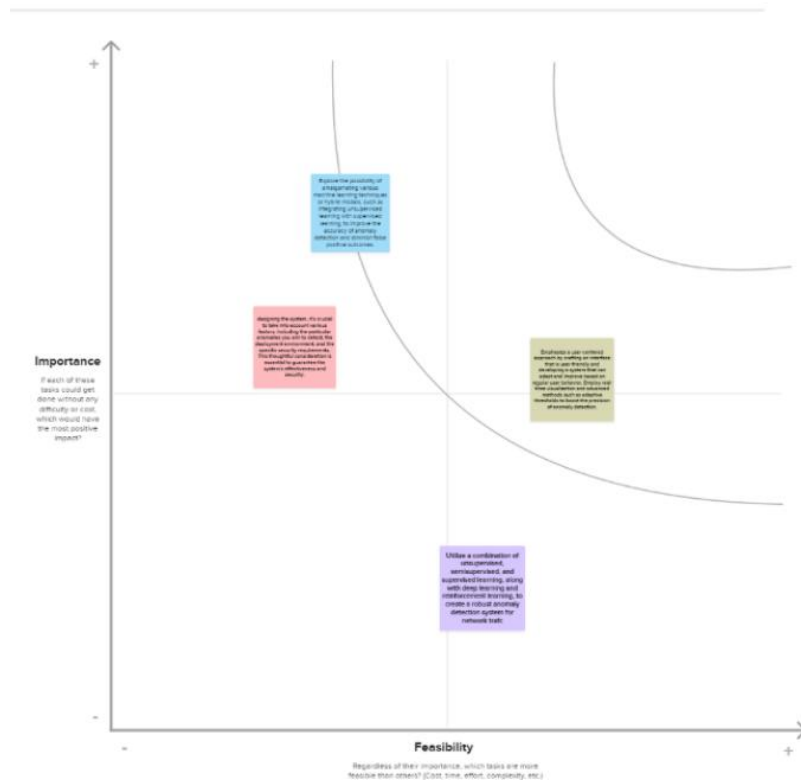 +
Explore the possibility of
amalgamating various
machine learning techniques
or hybrid models, such as
integrating unsupervised
learning with supervised
learning, to improve the
accuracy of anomaly
detection and diminish false
positive outcomes.
designing the system, it's crucial
to take into account various
factors, including the particular
anomalies you aim to detect, the
deployment environment, and the
specific security requirements.
This thoughtful consideration is
essential to guarantee the
system's effectiveness and
security.
Emphasize a user-centered
approach by crafting an interface
that is user-friendly and
developing a system that can
adapt and improve based on
regular user behavior. Employ real
time visualization and advanced
methods such as adaptive
thresholds to boost the precision
of anomaly detection.
Importance
If each of these
tasks could get
done without any
difficulty or cost,
which would have
the most positive
impact?
Utilize a combination of
unsupervised,
semisupervised, and
supervised learning, along
with deep learning and
reinforcement learning, to
create a robust anomaly
detection system for
network
-
-
Feasibility
+
Regardless of their importance, which tasks are more
feasible than others? (Cost, time, effort, complexity, etc.)